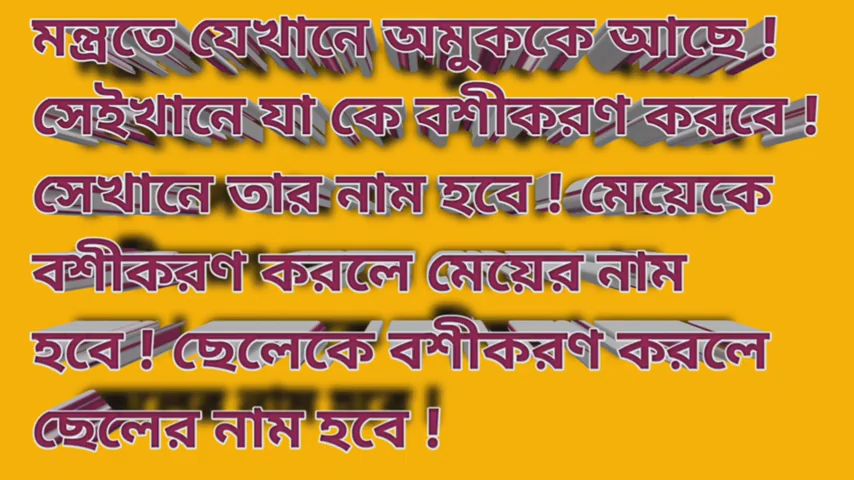 মন্ত্রতে যেখানে অমুককে আছে !
সেইখানে যা কে বশীকরণ করবে !
সেখানে তার নাম হবে ! মেয়েকে
বশীকরণ করলে মেয়ের নাম
হবে ! ছেলেকে বশীকরণ করলে
ছেলের নাম হবে !